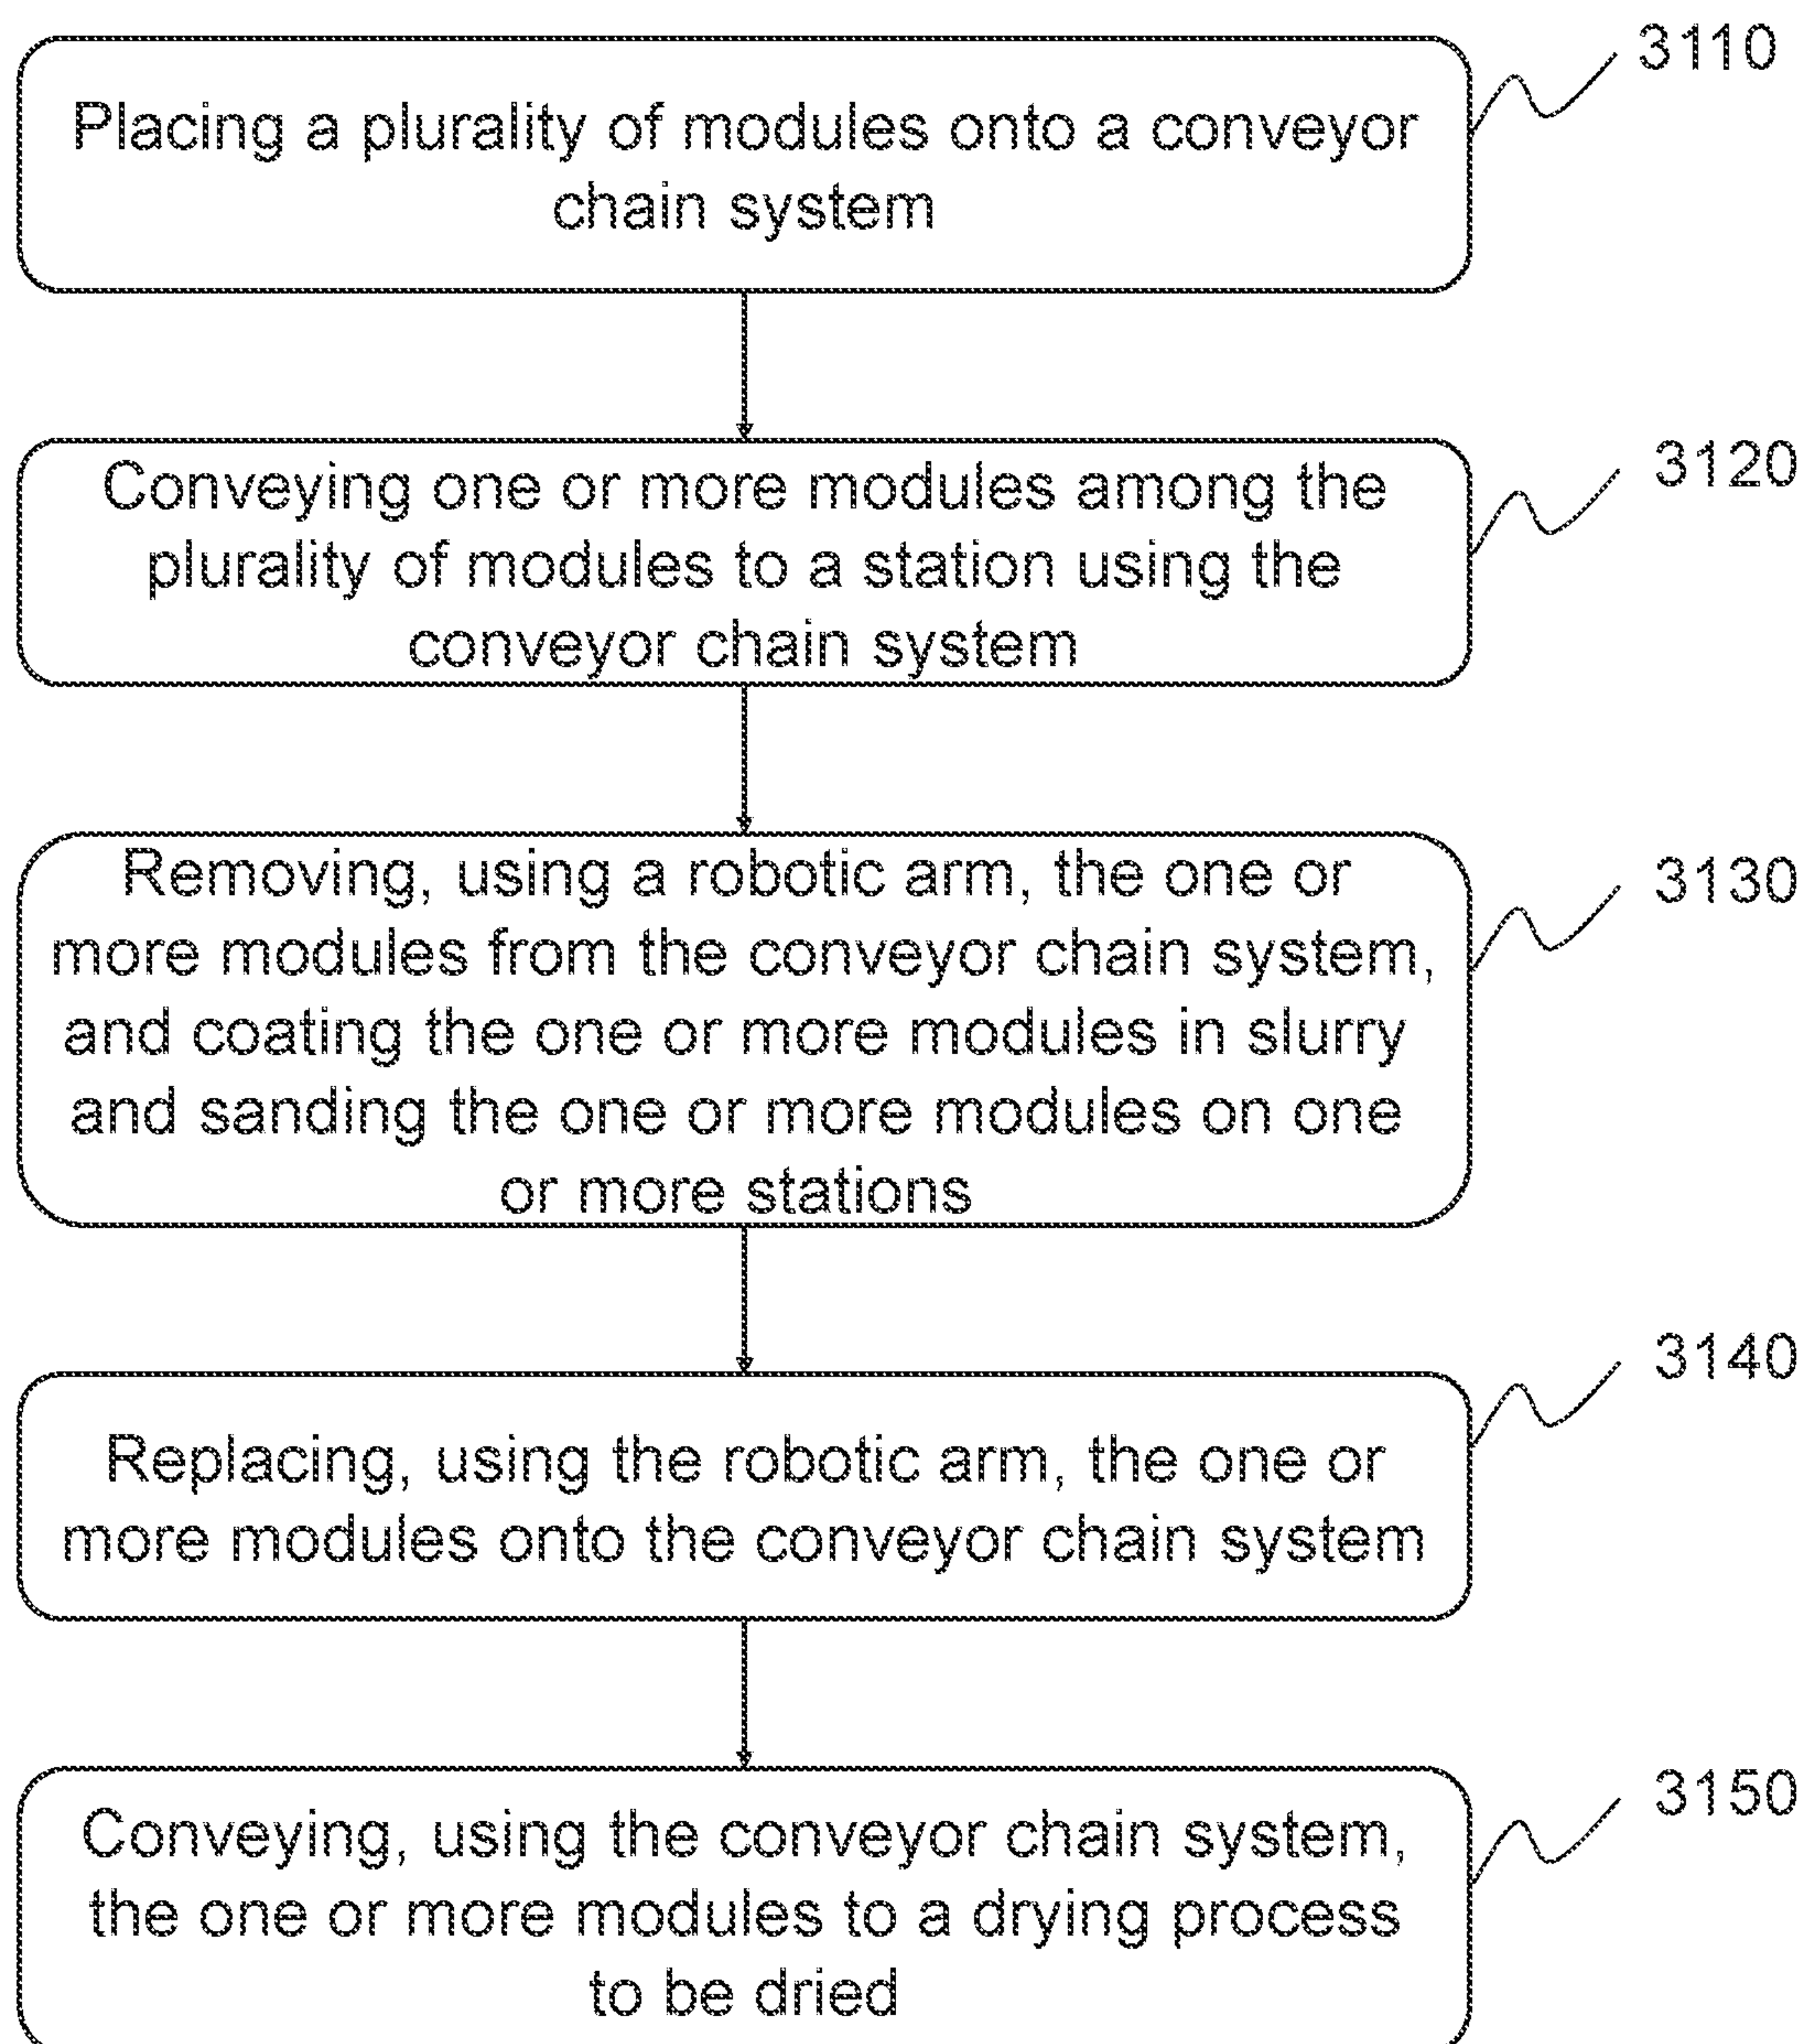 3110
Placing a plurality of modules onto a conveyor
chain system
3120
Conveying one or more modules among the
plurality of modules to a station using the
conveyor chain system
3130
Removing, using a robotic arm, the one or
more modules from the conveyor chain system,
and coating the one or more modules in slurry
and sanding the one or more modules on one
or more stations
3140
Replacing, using the robotic arm, the one or
more modules onto the conveyor chain system
3150
Conveying, using the conveyor chain system,
the one or more modules to a drying process
to be dried